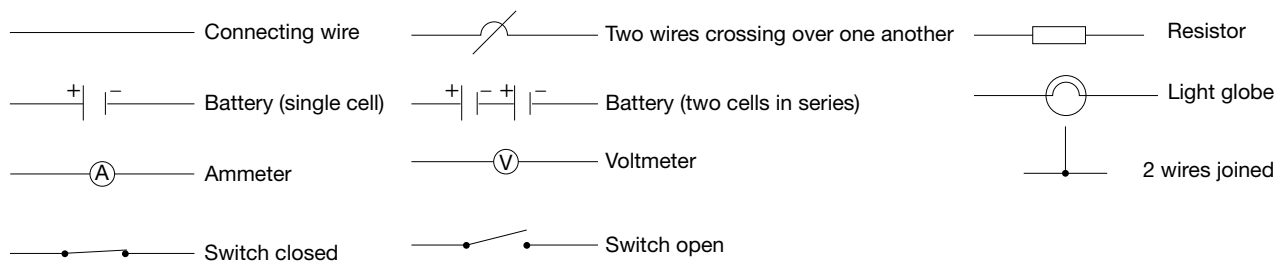 Connecting wire
Two wires crossing over one another
Resistor
+ −
Battery (single cell)
+ − + −
Battery (two cells in series)
Light globe
A
Ammeter
V
Voltmeter
2 wires joined
Switch closed
Switch open